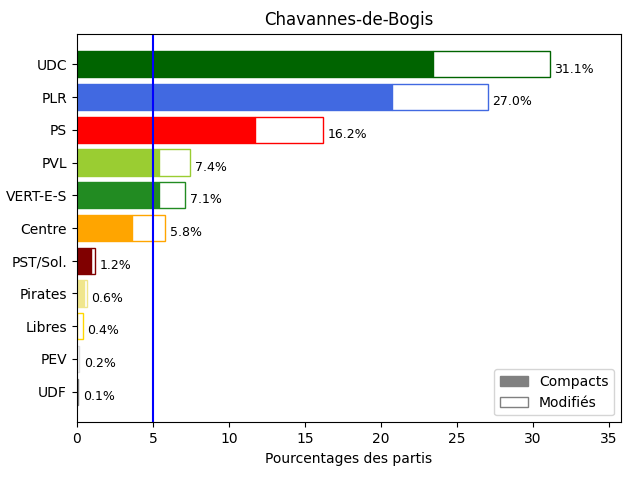 Chavannes-de-Bogis
UDC 31.1%
PLR 27.0%
PS 16.2%
PVL 7.4%
VERT-E-S 7.1%
Centre 5.8%
PST/Sol. 1.2%
Pirates 0.6%
Libres 0.4%
PEV 0.2%
UDF 0.1%
Compacts
Modifiés
0 5 10 15 20 25 30 35
Pourcentages des partis